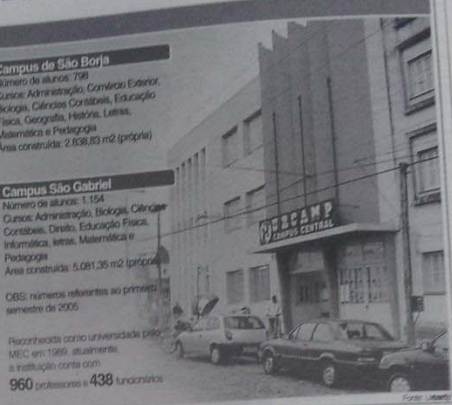 Campus de São Borja
Número de alunos: 798
Cursos: Administração, Comércio Exterior,
Biologia, Ciências Contábeis, Educação
Física, Geografia, História, Letras,
Matemática e Pedagogia
Área construída: 2.838,83 m2 (própria)
Campus São Gabriel
Número de alunos: 1.154
Cursos: Administração, Biologia, Ciências
Contábeis, Direito, Educação Física,
Informática, letras, Matemática e
Pedagogia
Área construída: 5.081,35 m2 (própria)
OBS: números referentes ao primeiro
semestre de 2005
Reconhecida como universidade pelo
MEC em 1989, atualmente,
a instituição conta com
960 professores e 438 funcionários
URCAMP
CAMPUS CENTRAL
Fonte: Urcamp